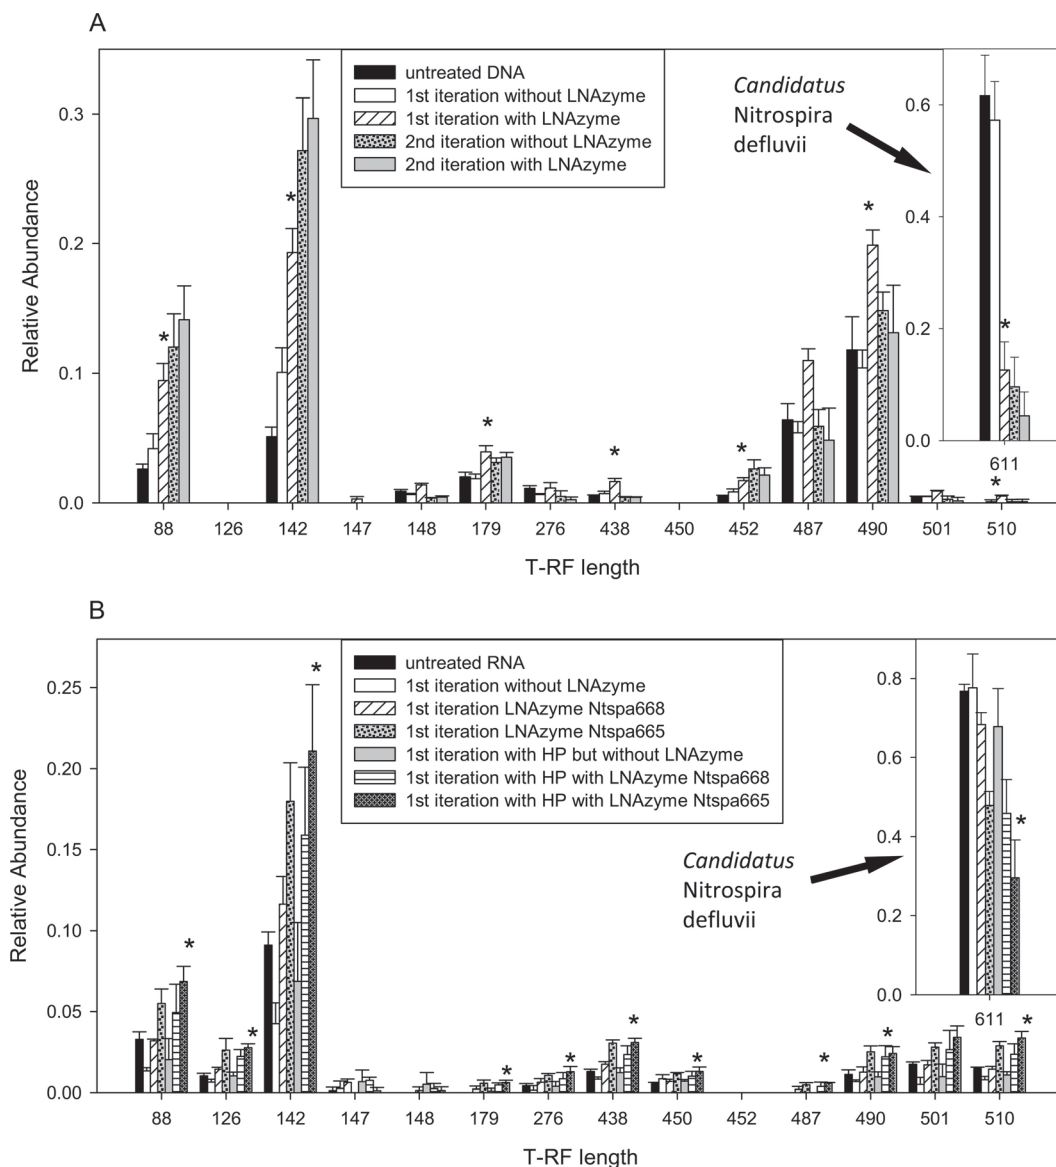 A
untreated DNA
1st iteration without LNAzyme
1st iteration with LNAzyme
2nd iteration without LNAzyme
2nd iteration with LNAzyme
Candidatus
Nitrospira
defluvii
Relative Abundance
0.3
0.2
0.1
0.0
0.6
0.4
0.2
0.0
611
* * * * * * * *
88 126 142 147 148 179 276 438 450 452 487 490 501 510
T-RF length
B
untreated RNA
1st iteration without LNAzyme
1st iteration LNAzyme Ntspa668
1st iteration LNAzyme Ntspa665
1st iteration with HP but without LNAzyme
1st iteration with HP with LNAzyme Ntspa668
1st iteration with HP with LNAzyme Ntspa665
Candidatus
Nitrospira
defluvii
Relative Abundance
0.25
0.20
0.15
0.10
0.05
0.00
0.8
0.6
0.4
0.2
0.0
611
* * * * * * * * * * *
88 126 142 147 148 179 276 438 450 452 487 490 501 510
T-RF length